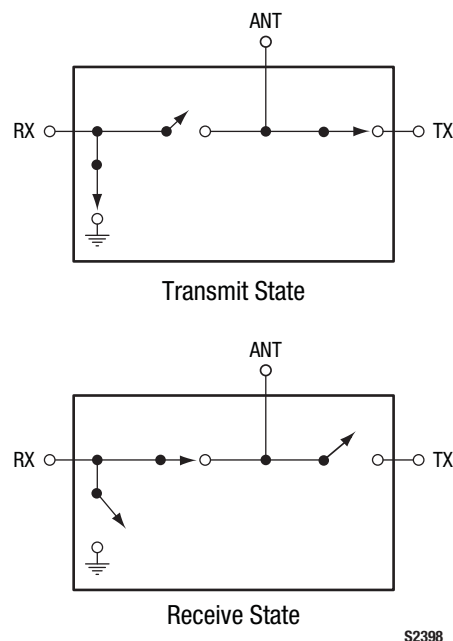 ANT
RX
TX
Transmit State
ANT
RX
TX
Receive State
S2398